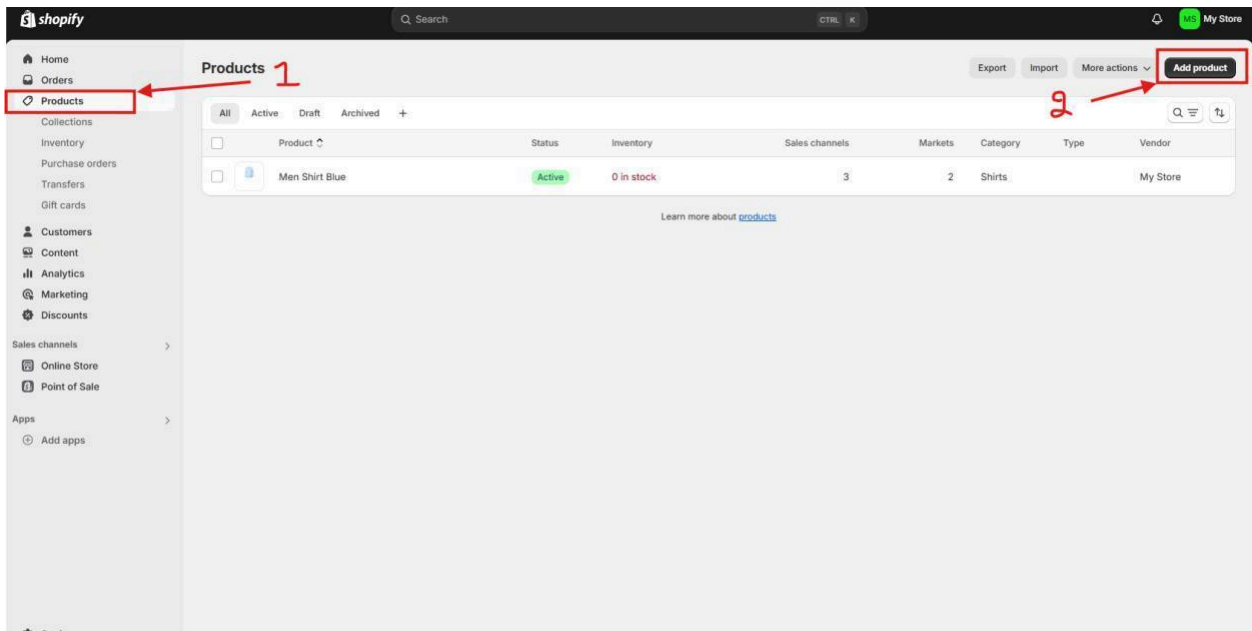 shopify
Search
CTRL K
MS My Store
Home
Orders
Products
Collections
Inventory
Purchase orders
Transfers
Gift cards
Customers
Content
Analytics
Marketing
Discounts
Sales channels
Online Store
Point of Sale
Apps
Add apps
Products 1
Export Import More actions Add product
2
All Active Draft Archived +
Product Status Inventory Sales channels Markets Category Type Vendor
Men Shirt Blue Active 0 in stock 3 2 Shirts My Store
Learn more about products